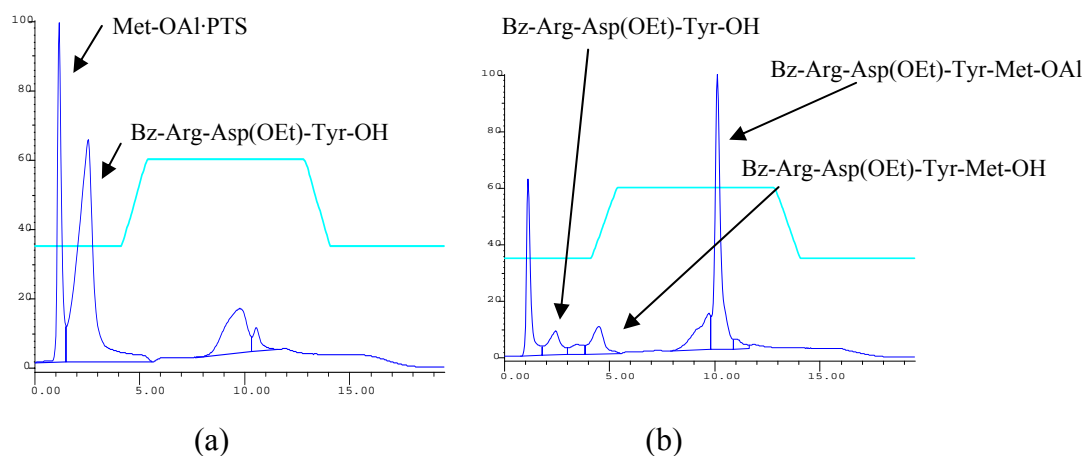 Met-OAl·PTS
Bz-Arg-Asp(OEt)-Tyr-OH
100
80
60
40
20
0
0.00
5.00
10.00
15.00
(a)
Bz-Arg-Asp(OEt)-Tyr-OH
Bz-Arg-Asp(OEt)-Tyr-Met-OAl
Bz-Arg-Asp(OEt)-Tyr-Met-OH
100
80
60
40
20
0
0.00
5.00
10.00
15.00
(b)